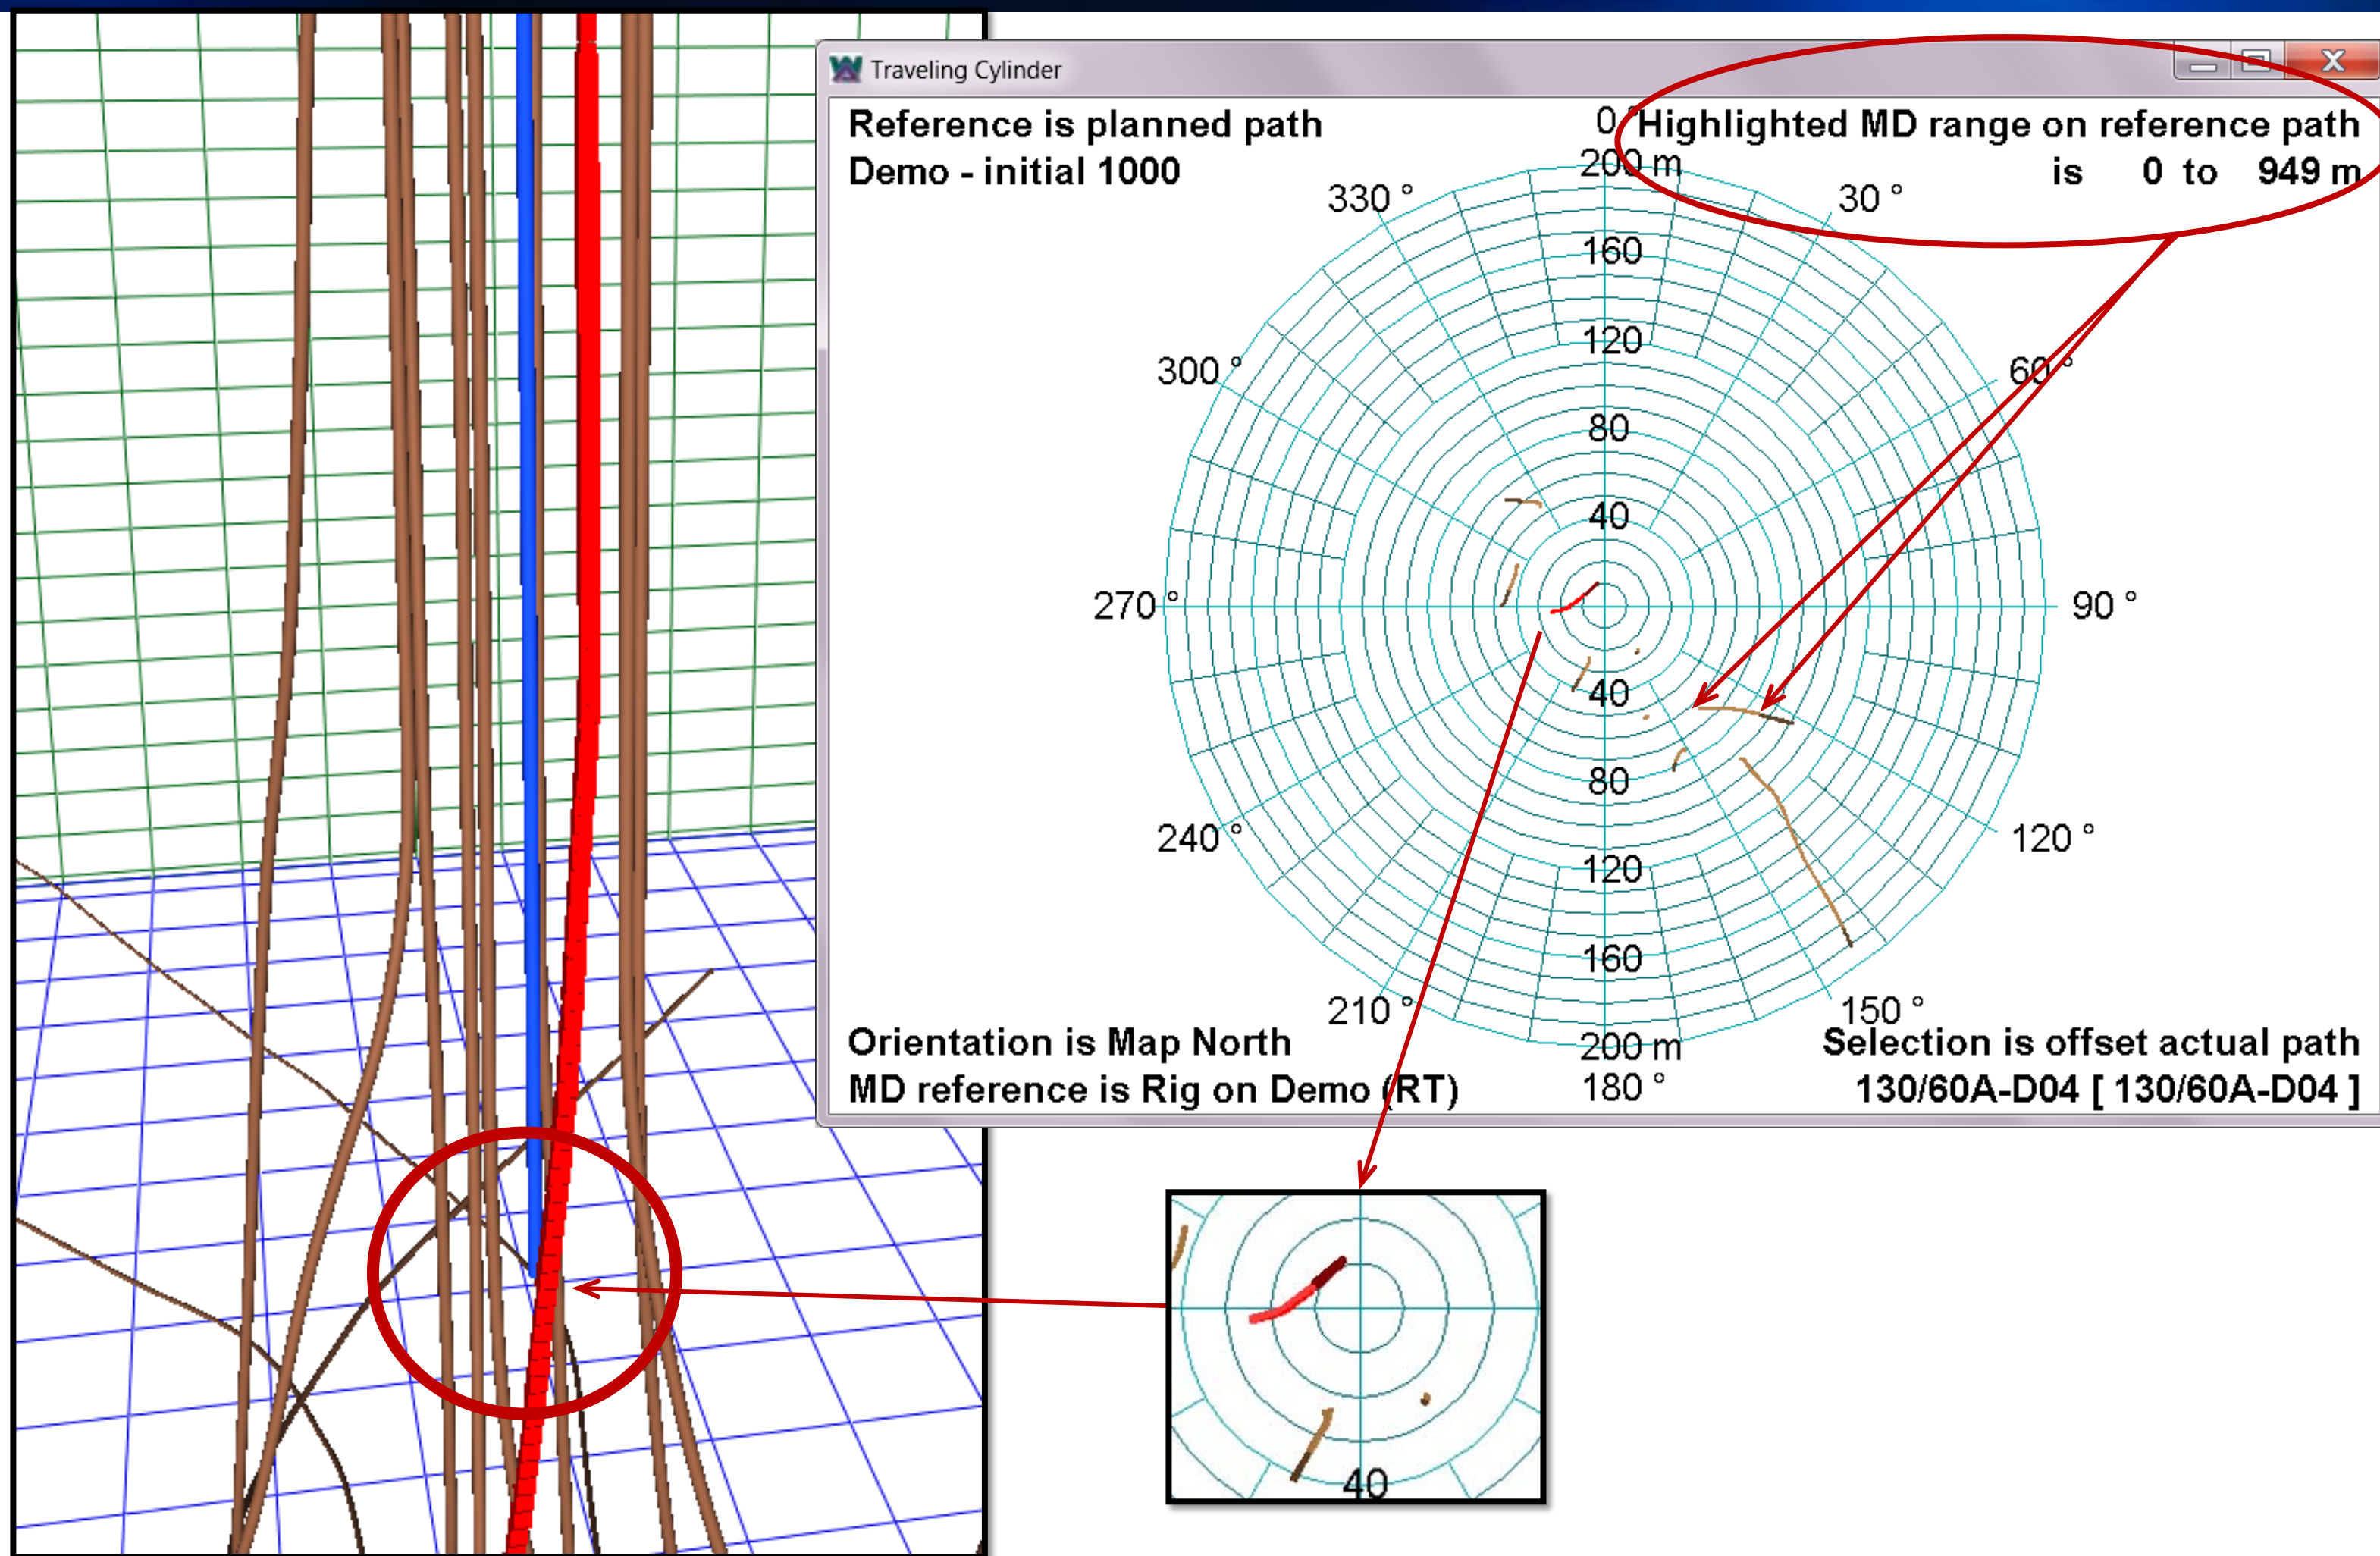 Traveling Cylinder
Reference is planned path
Demo - initial 1000
Highlighted MD range on reference path
is 0 to 949 m
0 °
200 m
330 °
30 °
160
120
300 °
60 °
80
40
270 °
90 °
40
80
240 °
120 °
120
160
210 °
150 °
200 m
180 °
Orientation is Map North
MD reference is Rig on Demo (RT)
Selection is offset actual path
130/60A-D04 [ 130/60A-D04 ]
40